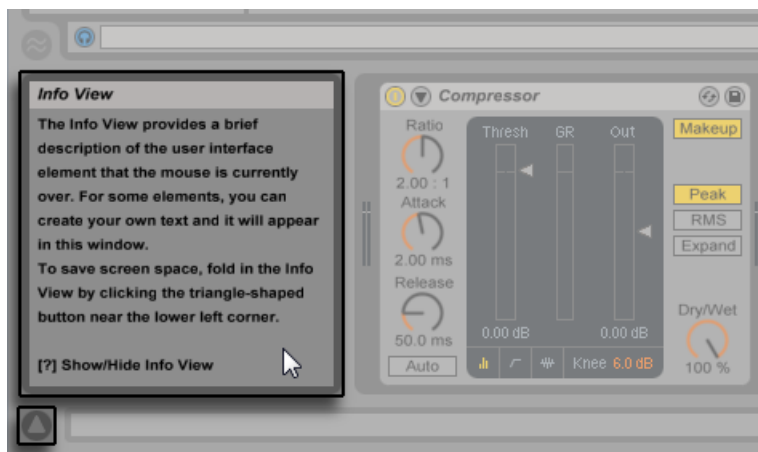 Info View
The Info View provides a brief
description of the user interface
element that the mouse is currently
over. For some elements, you can
create your own text and it will appear
in this window.
To save screen space, fold in the Info
View by clicking the triangle-shaped
button near the lower left corner.
[?] Show/Hide Info View
Compressor
Ratio
2.00 : 1
Attack
2.00 ms
Release
50.0 ms
Auto
Thresh GR Out
0.00 dB 0.00 dB
Knee 6.0 dB
Makeup
Peak
RMS
Expand
Dry/Wet
100 %